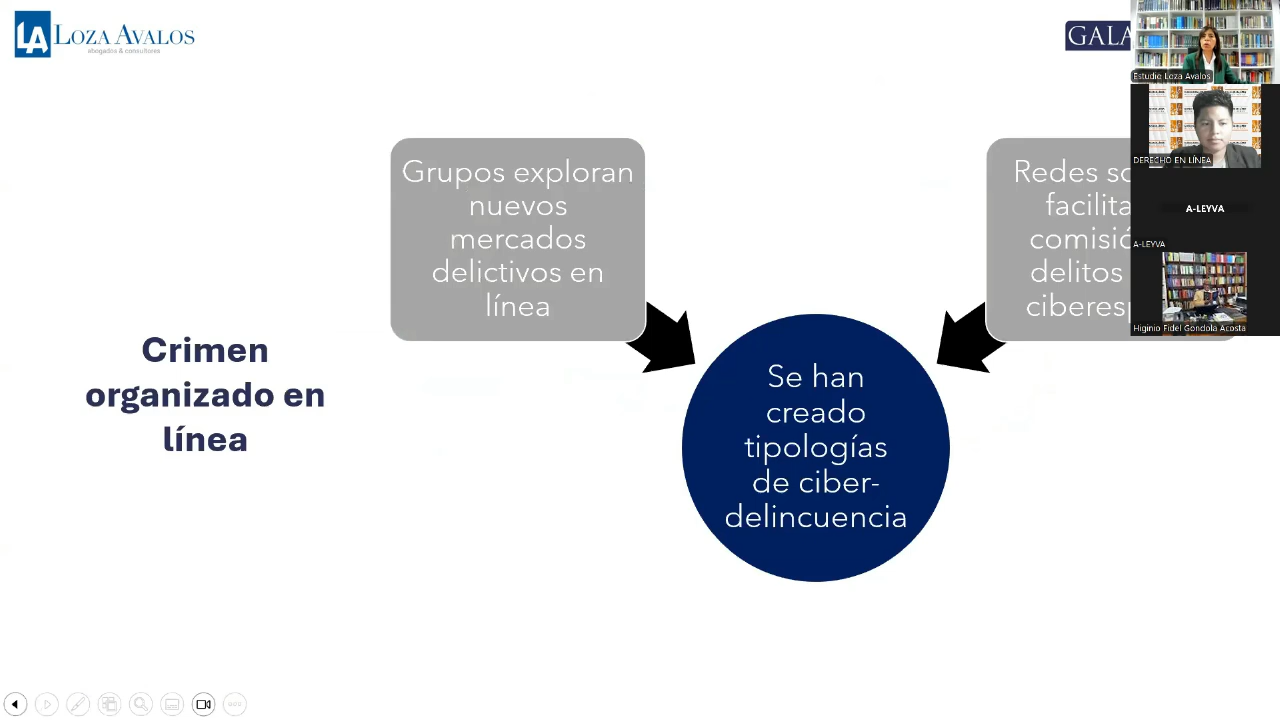 LA LOZA AVALOS
abogados & consultores
GALA
Estudio Loza Avalos
DERECHO EN LÍNEA
A-LEYVA
A-LEYVA
Higinio Fidel Gondola Acosta
Crimen
organizado en
línea
Grupos exploran
nuevos
mercados
delictivos en
línea
Redes so
facilita
comisió
delitos
ciberesp
Se han
creado
tipologías
de ciber-
delincuencia